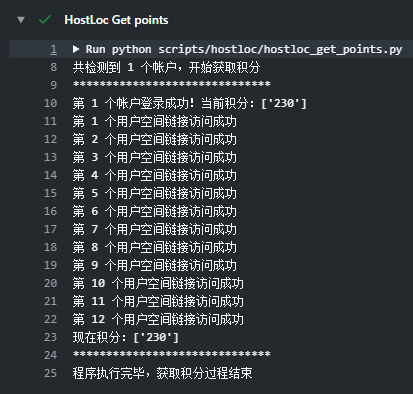 HostLoc Get points
1 ▶ Run python scripts/hostloc/hostloc_get_points.py
8 共检测到 1 个帐户，开始获取积分
9 ******************************
10 第 1 个帐户登录成功！当前积分：['230']
11 第 1 个用户空间链接访问成功
12 第 2 个用户空间链接访问成功
13 第 3 个用户空间链接访问成功
14 第 4 个用户空间链接访问成功
15 第 5 个用户空间链接访问成功
16 第 6 个用户空间链接访问成功
17 第 7 个用户空间链接访问成功
18 第 8 个用户空间链接访问成功
19 第 9 个用户空间链接访问成功
20 第 10 个用户空间链接访问成功
21 第 11 个用户空间链接访问成功
22 第 12 个用户空间链接访问成功
23 现在积分：['230']
24 ******************************
25 程序执行完毕，获取积分过程结束